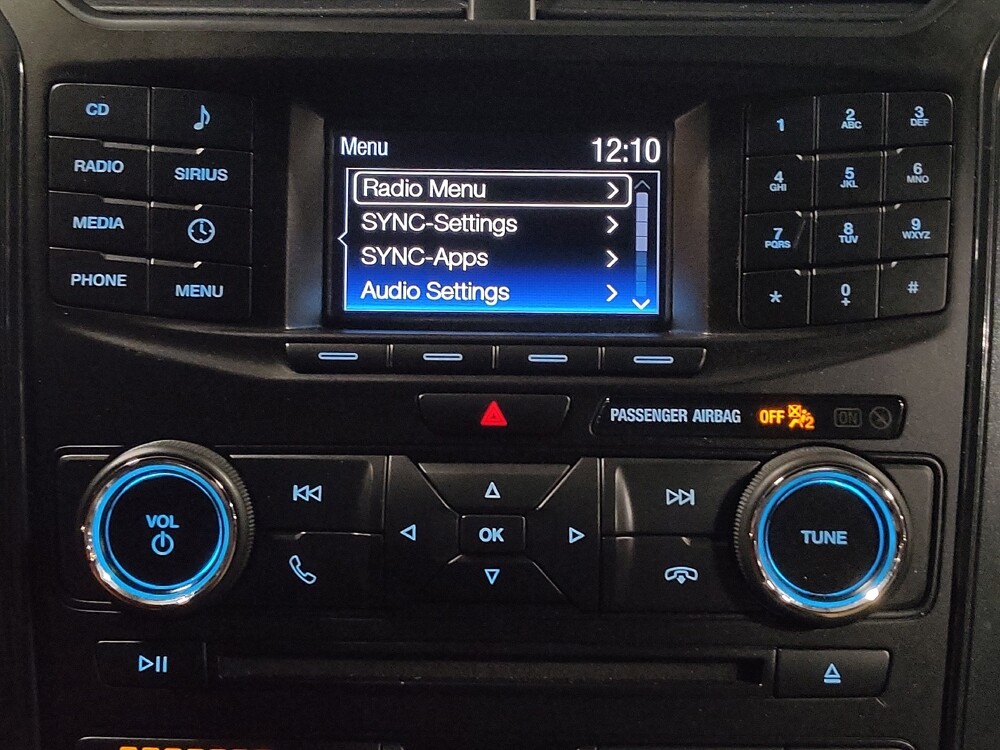 CD
RADIO
SIRIUS
MEDIA
PHONE
MENU
Menu 12:10
Radio Menu
SYNC-Settings
SYNC-Apps
Audio Settings
1
2 ABC
3 DEF
4 GHI
5 JKL
6 MNO
7 PQRS
8 TUV
9 WXYZ
*
0 +
#
PASSENGER AIRBAG OFF 2 ON
VOL
OK
TUNE